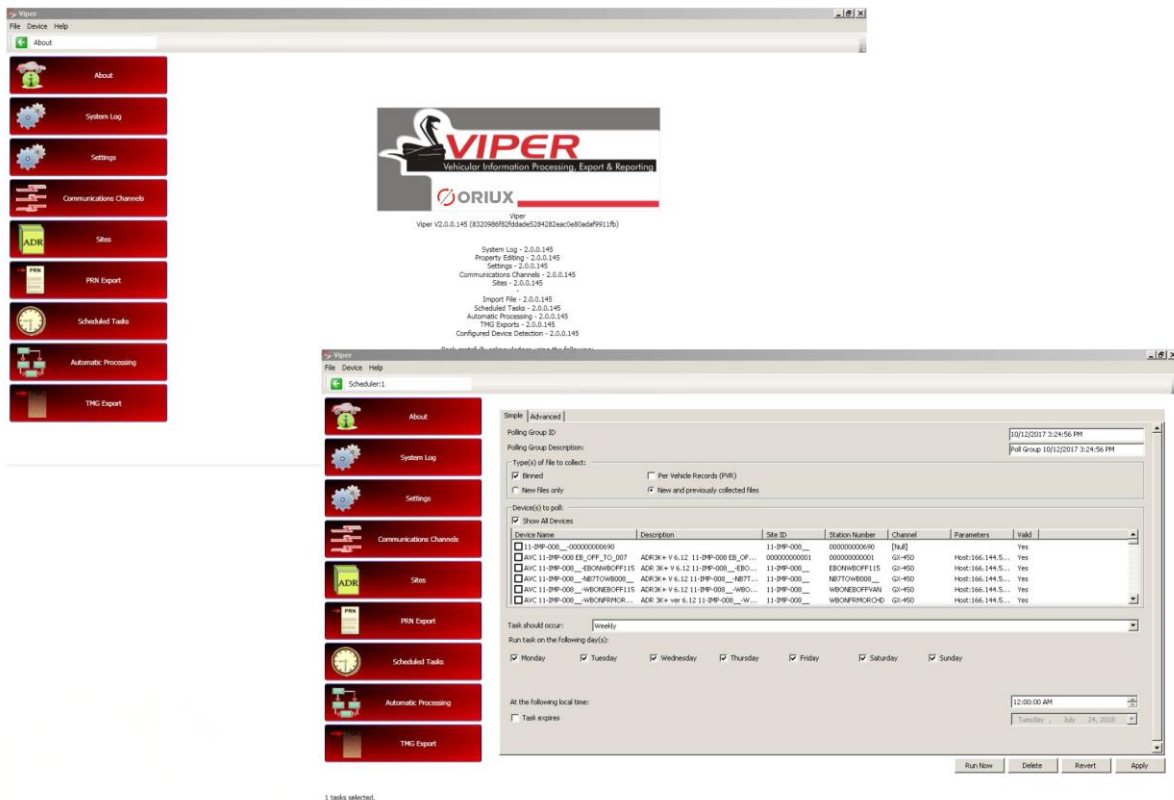 Viper
File Device Help
About
About
System Log
Settings
Communications Channels
ADR
Sites
PRN
PRN Export
Scheduled Tasks
Automatic Processing
TMG Export
VIPER
Vehicular Information Processing, Export & Reporting
ORIUX
Viper
System Log - 2.0.0.145
Property Editing - 2.0.0.145
Settings - 2.0.0.145
Communications Channels - 2.0.0.145
Sites - 2.0.0.145
-
Import File - 2.0.0.145
Scheduled Tasks - 2.0.0.145
Automatic Processing - 2.0.0.145
TMG Exports - 2.0.0.145
Configured Device Detection - 2.0.0.145
Viper
File Device Help
Scheduler:1
About
System Log
Settings
Communications Channels
ADR
Sites
PRN
PRN Export
Scheduled Tasks
Automatic Processing
TMG Export
Simple Advanced
Polling Group ID 10/12/2017 3:24:56 PM
Polling Group Description: Poll Group 10/12/2017 3:24:56 PM
Type(s) of file to collect:
Binned Per Vehicle Records (PVR)
New files only New and previously collected files
Device(s) to poll:
Show All Devices
Device Name Description Site ID Station Number Channel Parameters Valid
11-IMP-008__-000000000690 11-IMP-008__ 000000000690 [Null] Yes
AVC 11-IMP-008 EB_OFF_TO_007 ADR3K+ V 6.12 11-IMP-008 EB_OF... 000000000001 000000000001 GX-450 Host:166.144.5... Yes
AVC 11-IMP-008__-EBONWBOFF115 ADR 3K+ V 6.12 11-IMP-008__-EBO... 11-IMP-008__ EBONWBOFF115 GX-450 Host:166.144.5... Yes
AVC 11-IMP-008__-NB7TOWB008__ ADR3K+ V 6.12 11-IMP-008__-NB7T... 11-IMP-008__ NB7TOWB008__ GX-450 Host:166.144.5... Yes
AVC 11-IMP-008__-WBONEBOFF115 ADR3K+ V 6.12 11-IMP-008__-WBO... 11-IMP-008__ WBONEBOFFVAN GX-450 Host:166.144.5... Yes
AVC 11-IMP-008__-WBONFRMOR... ADR 3K+ ver 6.12 11-IMP-008__-W... 11-IMP-008__ WBONFRMORCHD GX-450 Host:166.144.5... Yes
Task should occur: Weekly
Run task on the following day(s):
Monday Tuesday Wednesday Thursday Friday Saturday Sunday
At the following local time: 12:00:00 AM
Task expires Tuesday , July 24, 2018
Run Now Delete Revert Apply
1 tasks selected.